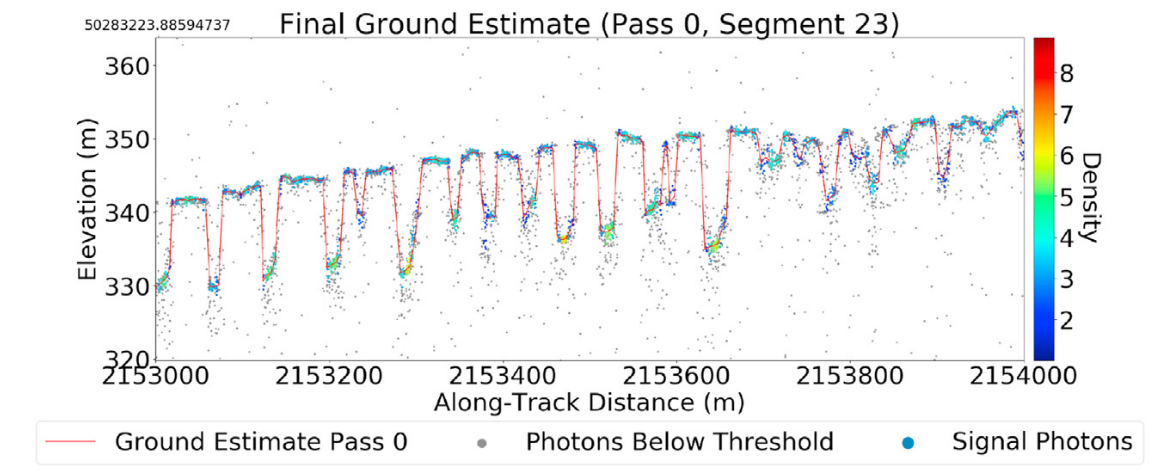 50283223.88594737
Final Ground Estimate (Pass 0, Segment 23)
Elevation (m)
360
350
340
330
320
2153000 2153200 2153400 2153600 2153800 2154000
Along-Track Distance (m)
8
7
6
5
4
3
2
Density
Ground Estimate Pass 0 Photons Below Threshold Signal Photons